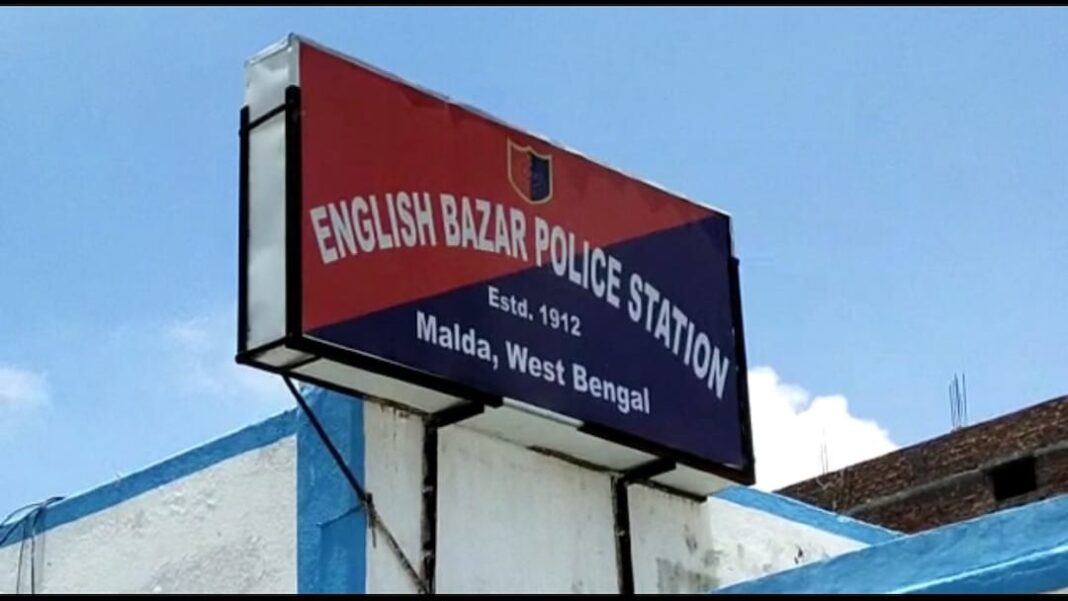 ENGLISH BAZAR POLICE STATION
Estd. 1912
Malda, West Bengal